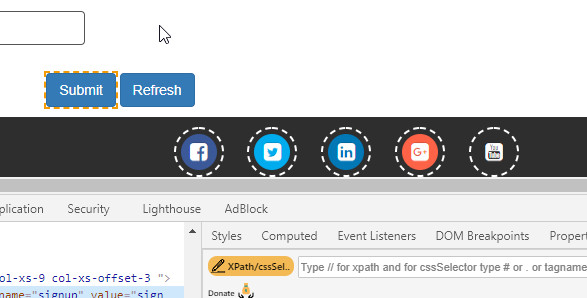 Submit Refresh
G+ You Tube
plication Security Lighthouse AdBlock
Styles Computed Event Listeners DOM Breakpoints Propert
ol-xs-9 col-xs-offset-3 ">
name="signup" value="sign
XPath/cssSel.. Type // for xpath and for cssSelector type # or . or tagname
Donate